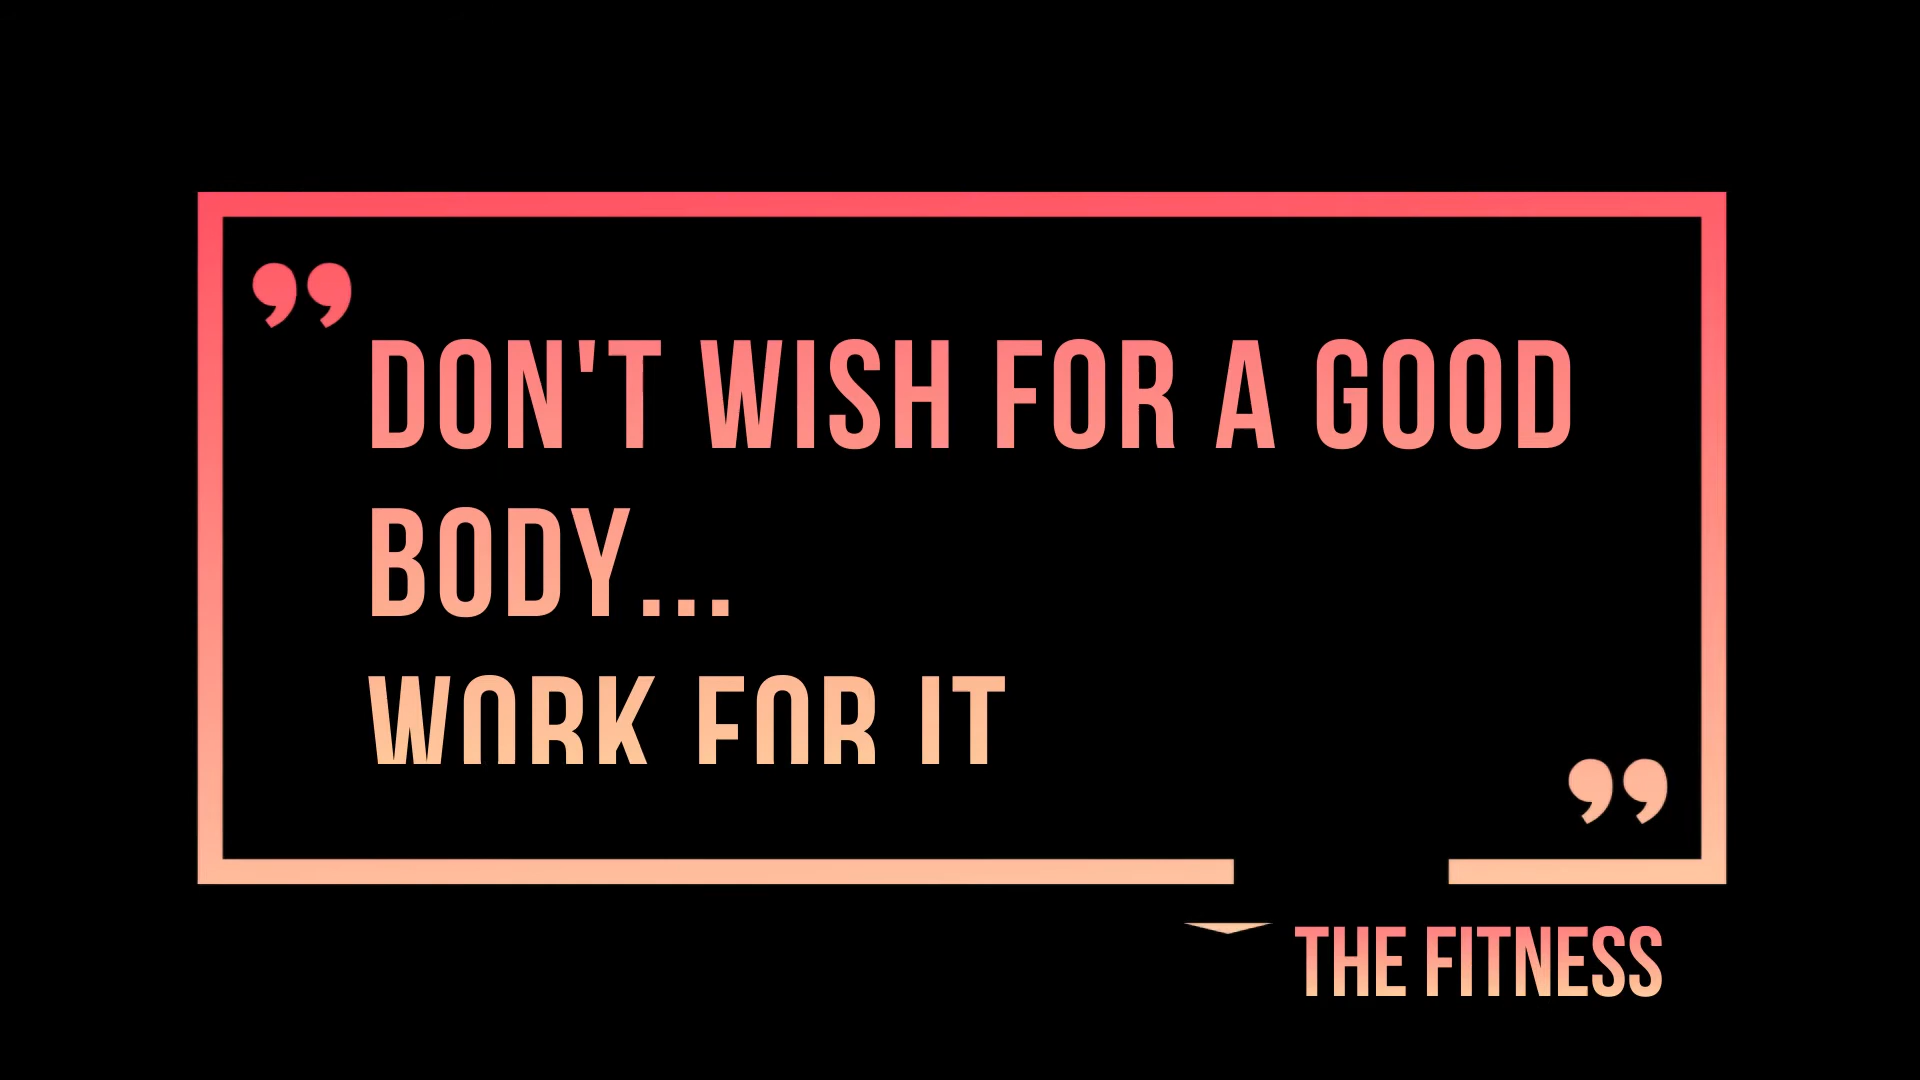 "DON'T WISH FOR A GOOD
BODY...
WORK FOR IT"
THE FITNESS